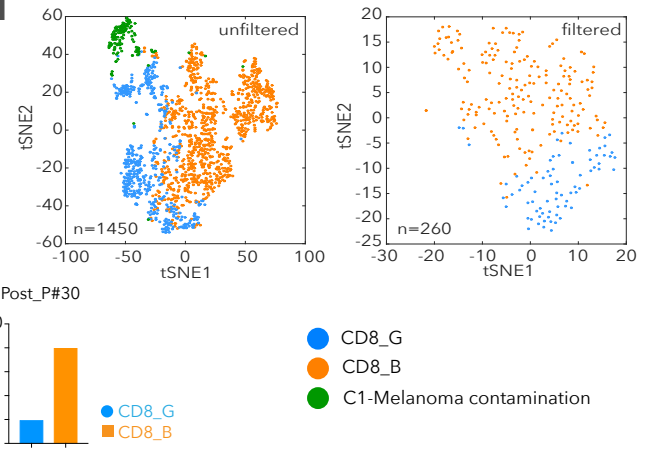 unfiltered
60
40
20
0
-20
-40
-60
tSNE2
n=1450
-100 -50 0 50 100
tSNE1
filtered
20
15
10
5
0
-5
-10
-15
-20
-25
tSNE2
n=260
-30 -20 -10 0 10 20
tSNE1
Post_P#30
CD8_G
CD8_B
CD8_G
CD8_B
C1-Melanoma contamination